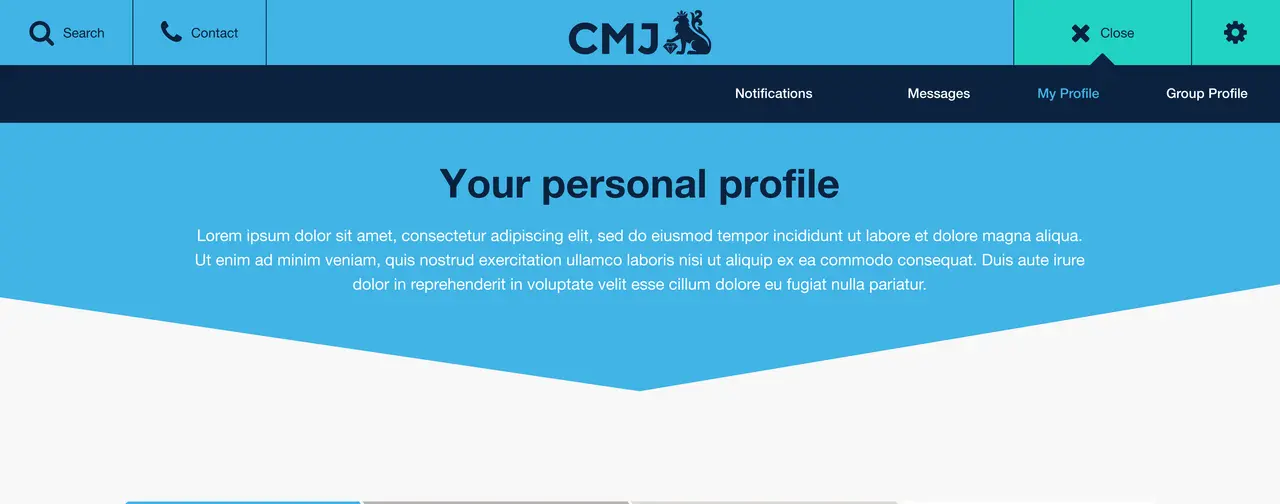 Search
Contact
CMJ
Close
Notifications
Messages
My Profile
Group Profile
Your personal profile
Lorem ipsum dolor sit amet, consectetur adipiscing elit, sed do eiusmod tempor incididunt ut labore et dolore magna aliqua.
Ut enim ad minim veniam, quis nostrud exercitation ullamco laboris nisi ut aliquip ex ea commodo consequat. Duis aute irure
dolor in reprehenderit in voluptate velit esse cillum dolore eu fugiat nulla pariatur.